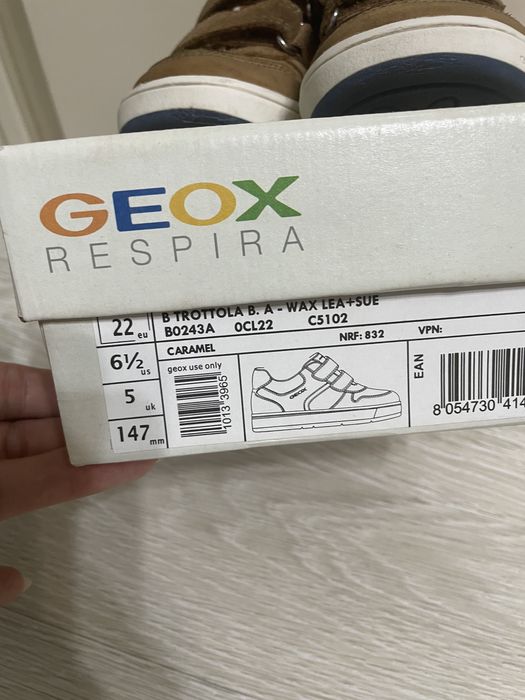 GEOX
RESPIRA
22 eu
B TROTTOLA B. A - WAX LEA+SUE
B0243A 0CL22 C5102
CARAMEL NRF: 832 VPN:
6½ us
geox use only
5 uk
147 mm
1013 3965
GEOX
EAN
8 054730 414